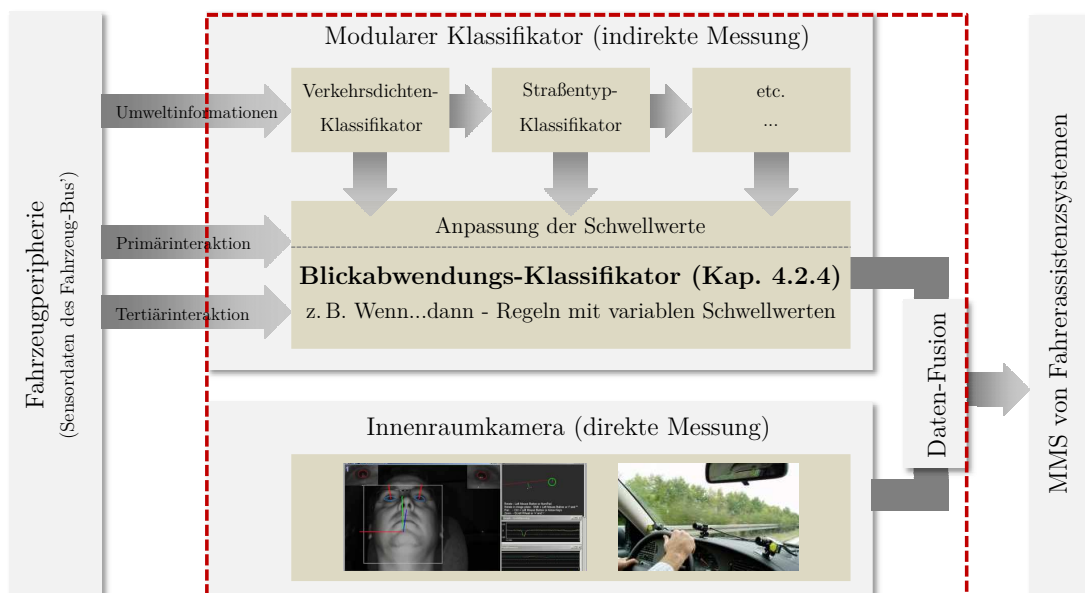 Modularer Klassifikator (indirekte Messung)
Umweltinformationen
Verkehrsdichten-
Klassifikator
Straßentyp-
Klassifikator
etc.
...
Fahrzeugperipherie
(Sensordaten des Fahrzeug-Bus')
Primärinteraktion
Tertiärinteraktion
Anpassung der Schwellwerte
Blickabwendungs-Klassifikator (Kap. 4.2.4)
z. B. Wenn...dann - Regeln mit variablen Schwellwerten
Daten-Fusion
MMS von Fahrerassistenzsystemen
Innenraumkamera (direkte Messung)